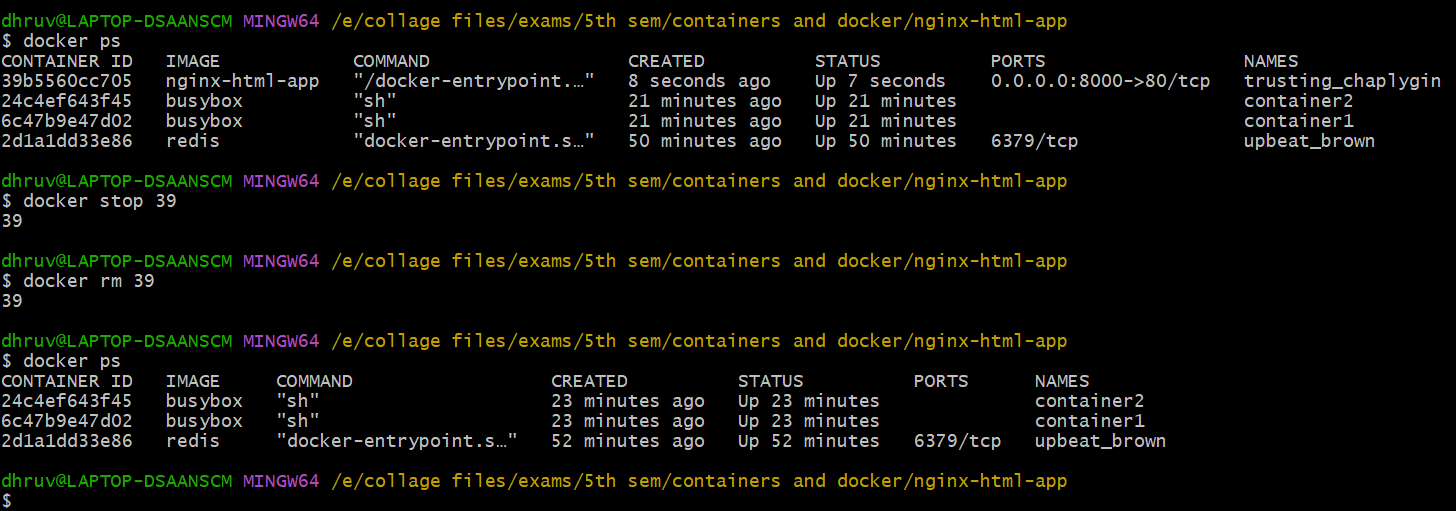 dhruv@LAPTOP-DSAANSCM MINGW64 /e/collage files/exams/5th sem/containers and docker/nginx-html-app
$ docker ps
CONTAINER ID   IMAGE            COMMAND                  CREATED          STATUS          PORTS                  NAMES
39b5560cc705   nginx-html-app   "/docker-entrypoint.…"   8 seconds ago    Up 7 seconds    0.0.0.0:8000->80/tcp   trusting_chaplygin
24c4ef643f45   busybox          "sh"                     21 minutes ago   Up 21 minutes                          container2
6c47b9e47d02   busybox          "sh"                     21 minutes ago   Up 21 minutes                          container1
2d1a1dd33e86   redis            "docker-entrypoint.s…"   50 minutes ago   Up 50 minutes   6379/tcp               upbeat_brown
dhruv@LAPTOP-DSAANSCM MINGW64 /e/collage files/exams/5th sem/containers and docker/nginx-html-app
$ docker stop 39
39
dhruv@LAPTOP-DSAANSCM MINGW64 /e/collage files/exams/5th sem/containers and docker/nginx-html-app
$ docker rm 39
39
dhruv@LAPTOP-DSAANSCM MINGW64 /e/collage files/exams/5th sem/containers and docker/nginx-html-app
$ docker ps
CONTAINER ID   IMAGE     COMMAND                  CREATED          STATUS          PORTS      NAMES
24c4ef643f45   busybox   "sh"                     23 minutes ago   Up 23 minutes              container2
6c47b9e47d02   busybox   "sh"                     23 minutes ago   Up 23 minutes              container1
2d1a1dd33e86   redis     "docker-entrypoint.s…"   52 minutes ago   Up 52 minutes   6379/tcp   upbeat_brown
dhruv@LAPTOP-DSAANSCM MINGW64 /e/collage files/exams/5th sem/containers and docker/nginx-html-app
$